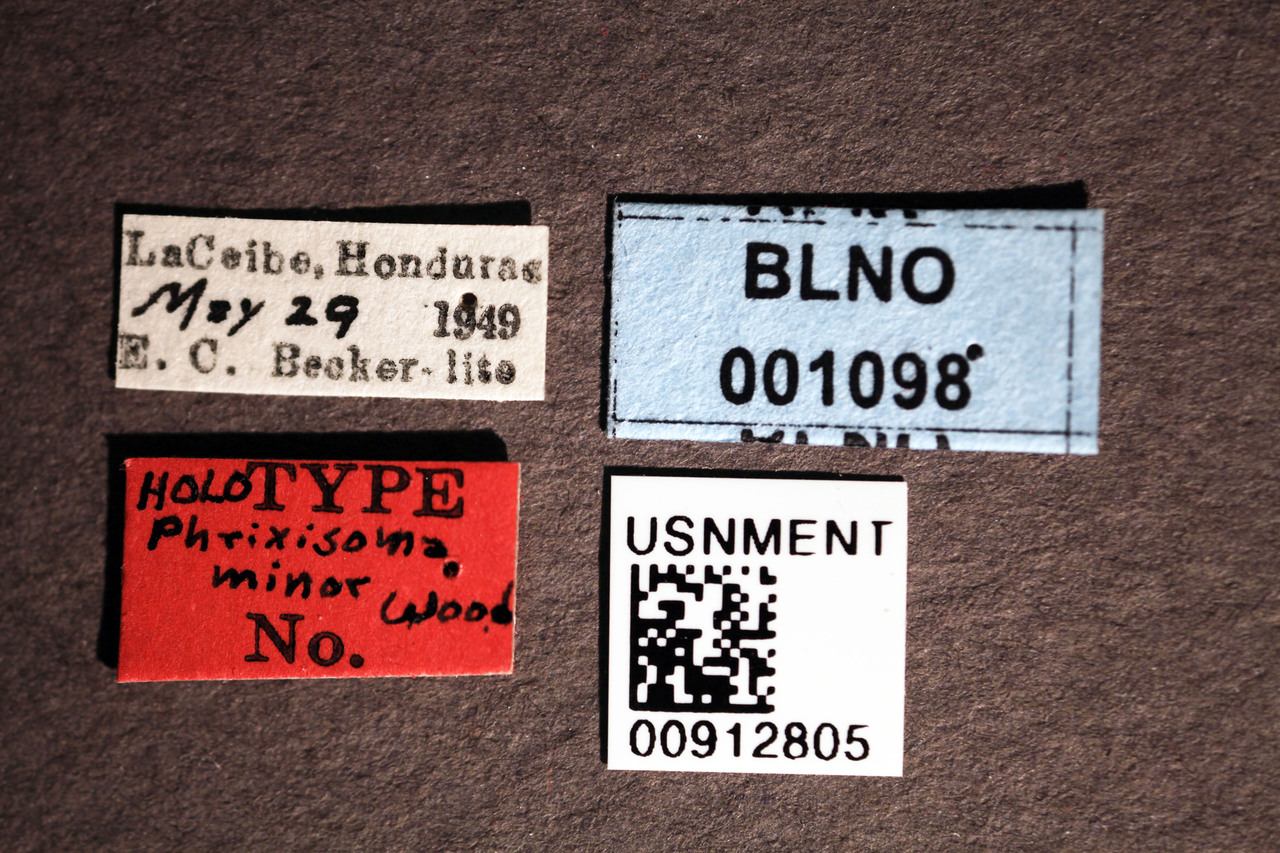 LaCeibe, Honduras
May 29 1949
E. C. Becker-lite
HOLOTYPE
Phrixisoma
minor
Wood
No.
BLNO
001098
USNMENT
00912805